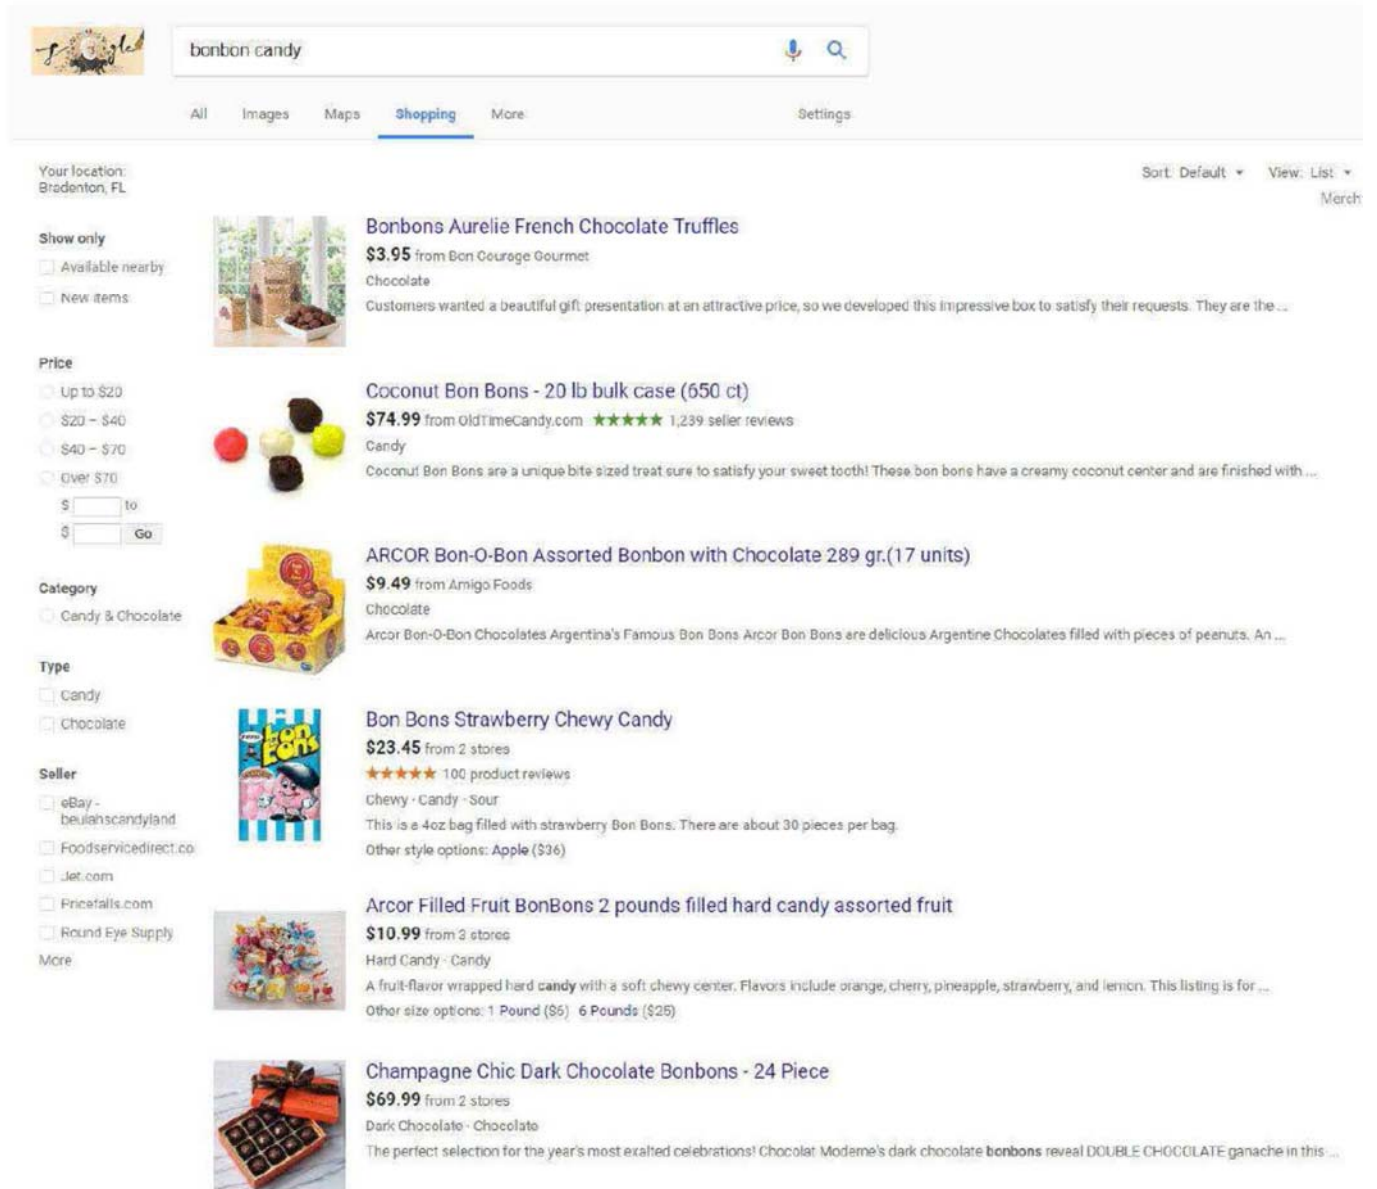 bonbon candy
All Images Maps Shopping More Settings
Your location:
Bradenton, FL
Sort: Default View: List
Merch
Show only
Available nearby
New items
Price
Up to $20
$20 – $40
$40 – $70
Over $70
$ to
$ Go
Category
Candy & Chocolate
Type
Candy
Chocolate
Seller
eBay -
beulahscandyland
Foodservicedirect.co
Jet.com
Pricefalls.com
Round Eye Supply
More
Bonbons Aurelie French Chocolate Truffles
$3.95 from Bon Courage Gourmet
Chocolate
Customers wanted a beautiful gift presentation at an attractive price, so we developed this impressive box to satisfy their requests. They are the ...
Coconut Bon Bons - 20 lb bulk case (650 ct)
$74.99 from OldTimeCandy.com ★★★★★ 1,239 seller reviews
Candy
Coconut Bon Bons are a unique bite sized treat sure to satisfy your sweet tooth! These bon bons have a creamy coconut center and are finished with ...
ARCOR Bon-O-Bon Assorted Bonbon with Chocolate 289 gr.(17 units)
$9.49 from Amigo Foods
Chocolate
Arcor Bon-O-Bon Chocolates Argentina's Famous Bon Bons Arcor Bon Bons are delicious Argentine Chocolates filled with pieces of peanuts. An ...
bon
bons
Bon Bons Strawberry Chewy Candy
$23.45 from 2 stores
★★★★★ 100 product reviews
Chewy · Candy · Sour
This is a 4oz bag filled with strawberry Bon Bons. There are about 30 pieces per bag.
Other style options: Apple ($36)
Arcor Filled Fruit BonBons 2 pounds filled hard candy assorted fruit
$10.99 from 3 stores
Hard Candy · Candy
A fruit-flavor wrapped hard candy with a soft chewy center. Flavors include orange, cherry, pineapple, strawberry, and lemon. This listing is for ...
Other size options: 1 Pound ($6) 6 Pounds ($25)
Champagne Chic Dark Chocolate Bonbons - 24 Piece
$69.99 from 2 stores
Dark Chocolate · Chocolate
The perfect selection for the year's most exalted celebrations! Chocolat Moderne's dark chocolate bonbons reveal DOUBLE CHOCOLATE ganache in this ...